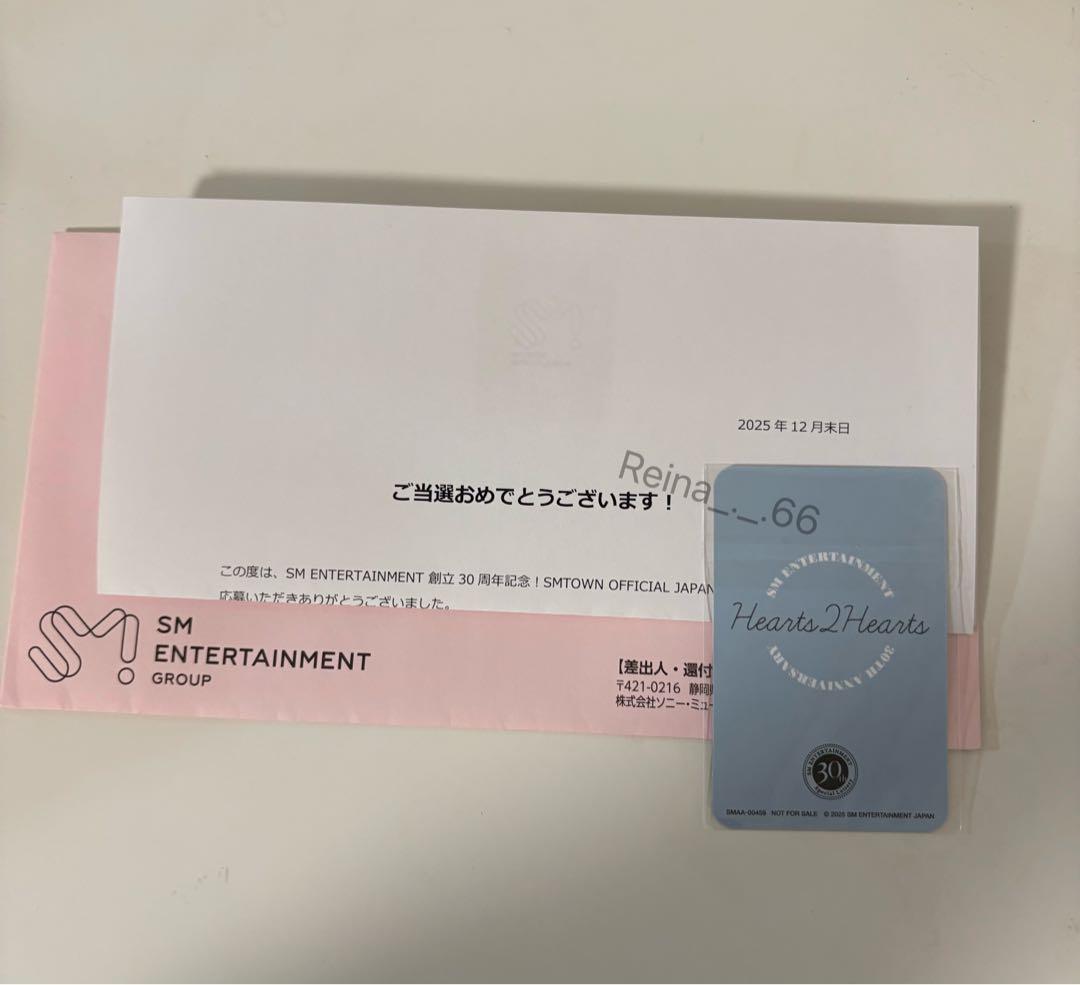 2025年12月末日
ご当選おめでとうございます！
Reina_._.66
この度は、SM ENTERTAINMENT 創立30周年記念！SMTOWN OFFICIAL JAPAN
応募いただきありがとうございました。
SM
ENTERTAINMENT
GROUP
【差出人・還付
〒421-0216 静岡
株式会社ソニー・ミュー
SM ENTERTAINMENT
Hearts2Hearts
30TH ANNIVERSARY
SM ENTERTAINMENT
30th
Special Lottery
SMAA-00459 NOT FOR SALE © 2025 SM ENTERTAINMENT JAPAN